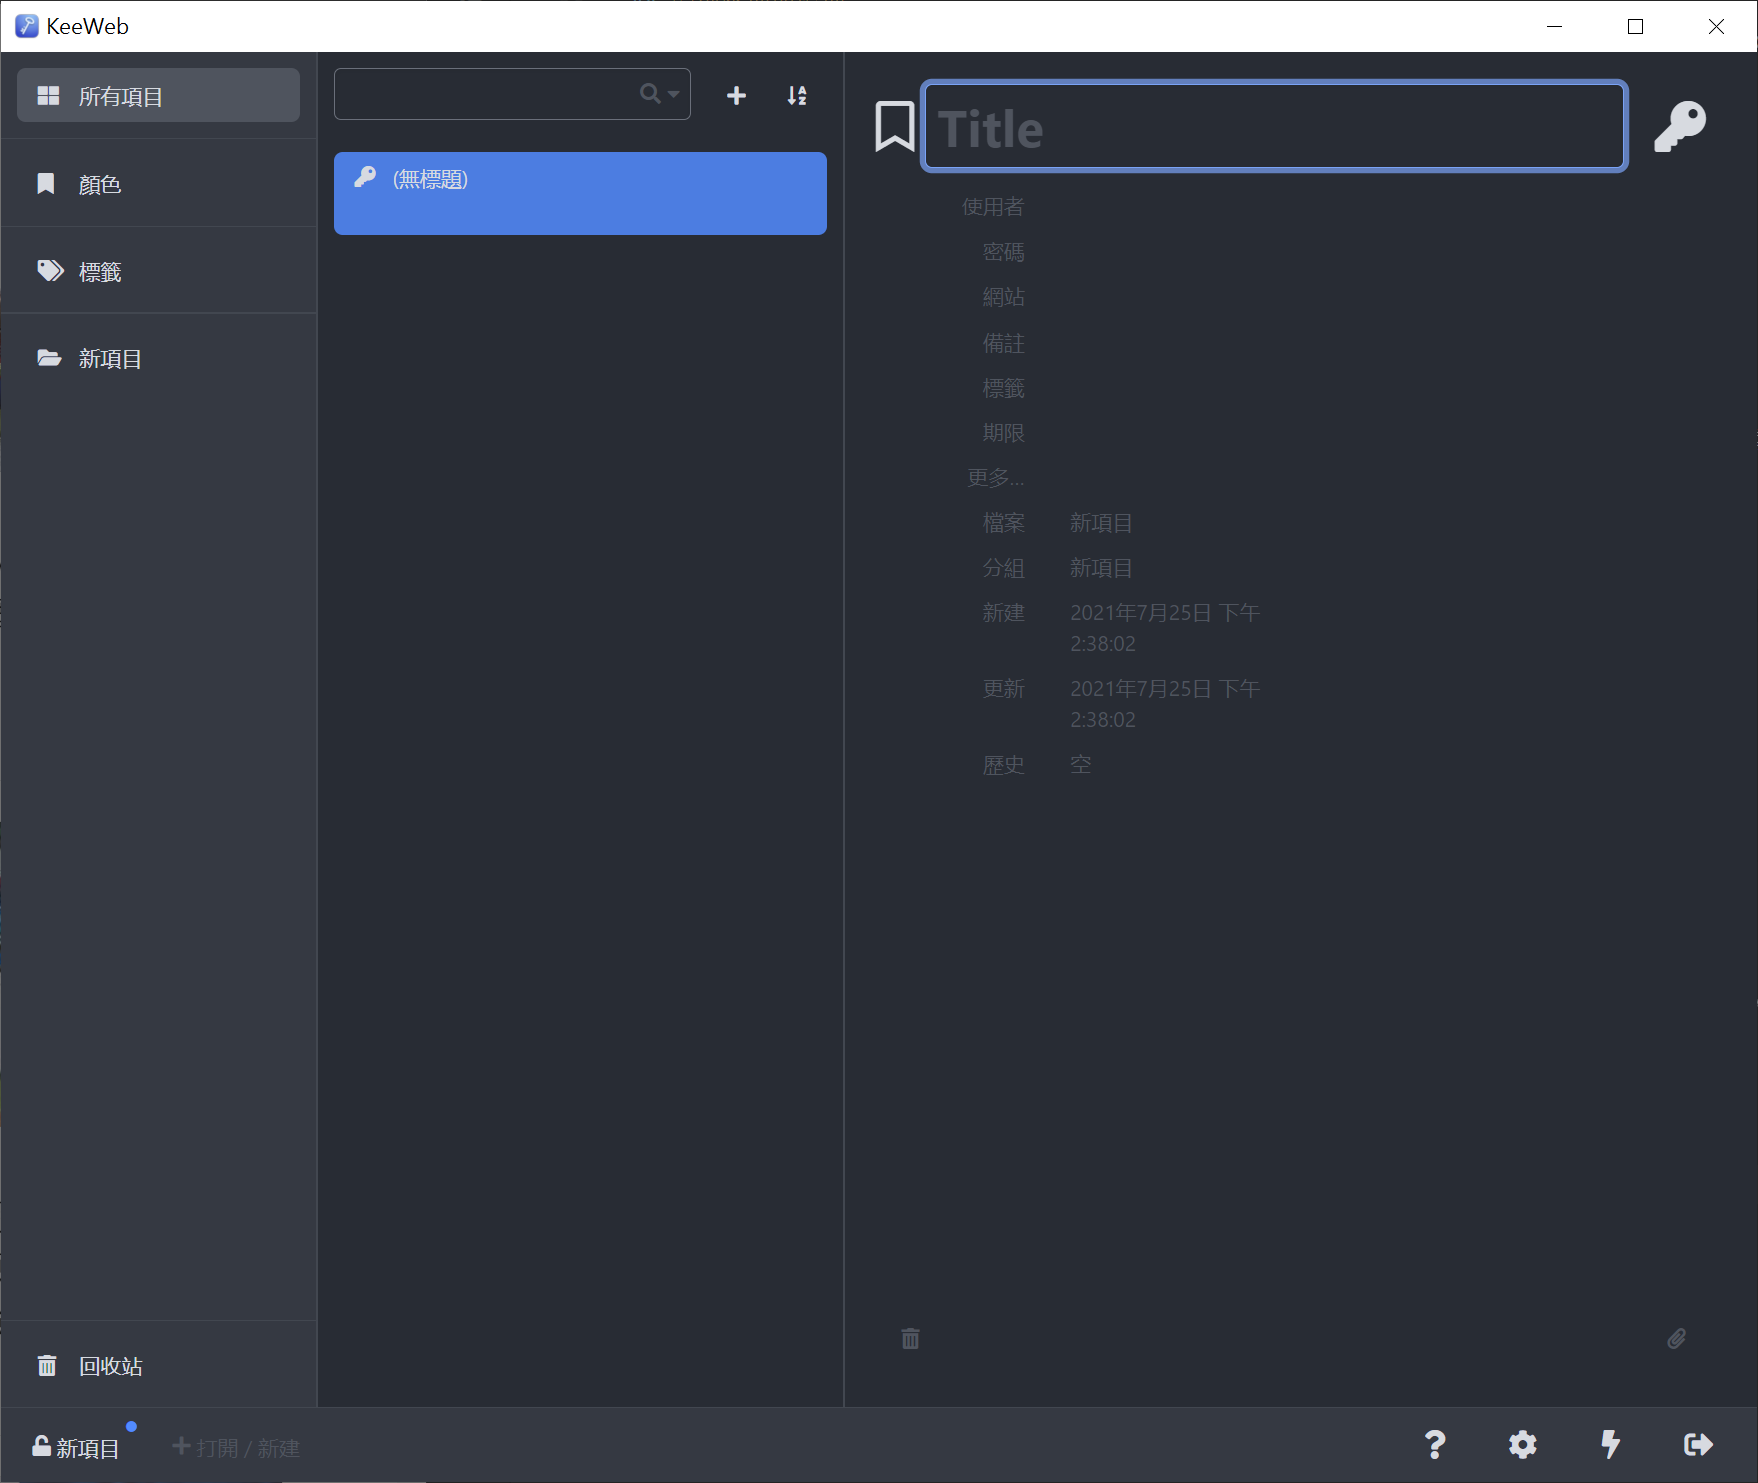 KeeWeb
所有項目
顏色
標籤
新項目
回收站
(無標題)
Title
使用者
密碼
網站
備註
標籤
期限
更多...
檔案 新項目
分組 新項目
新建 2021年7月25日 下午
2:38:02
更新 2021年7月25日 下午
2:38:02
歷史 空
新項目
打開 / 新建